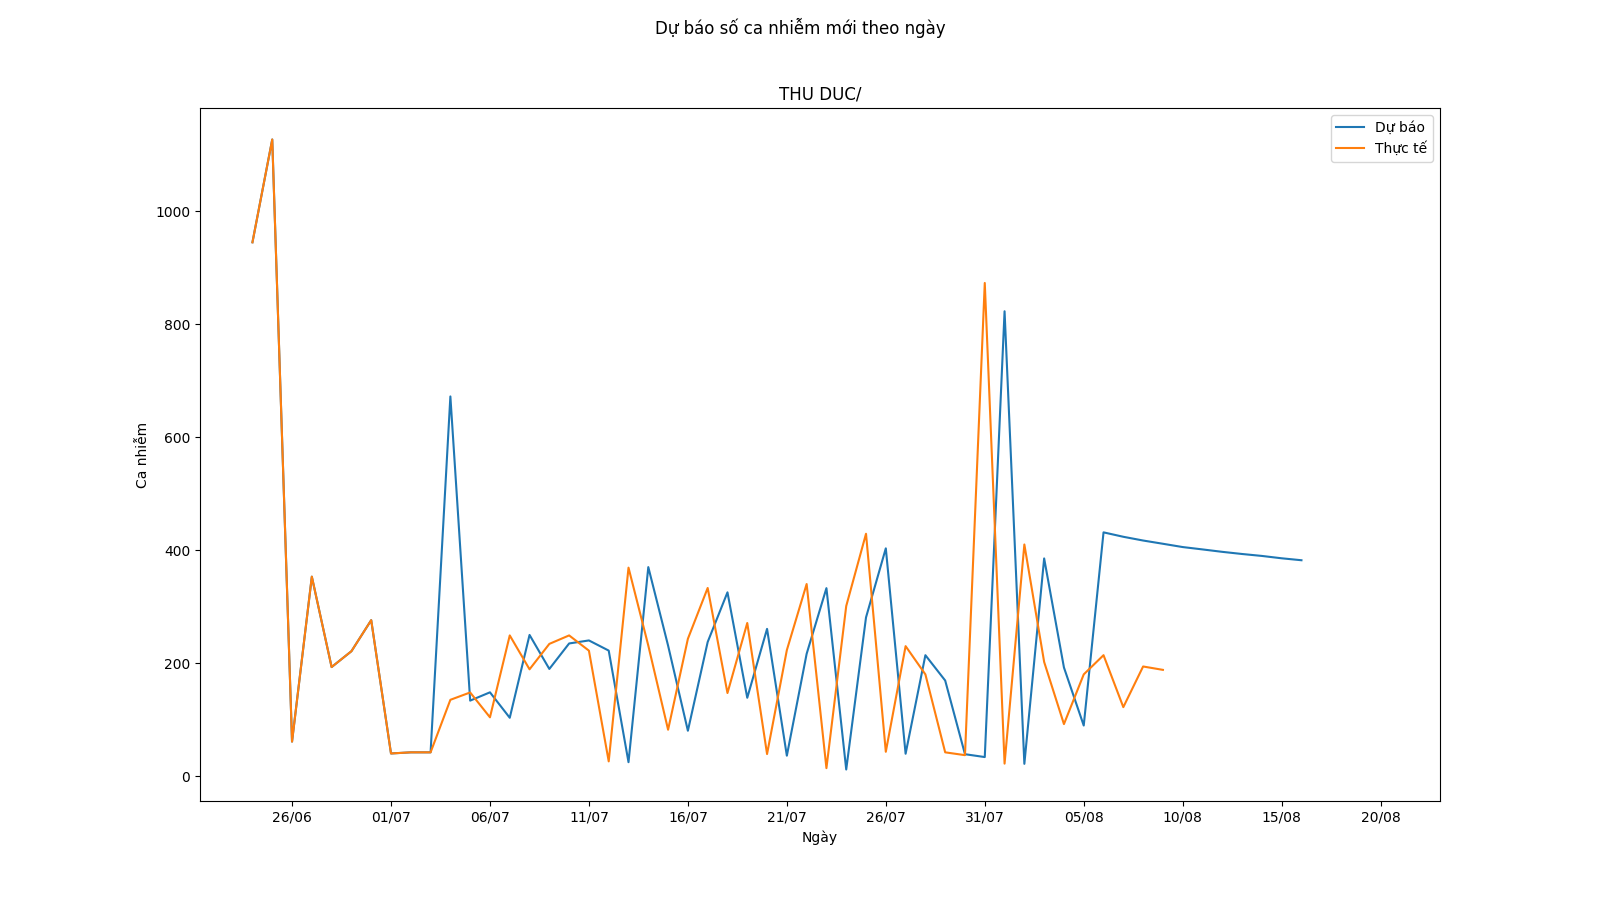 Dự báo số ca nhiễm mới theo ngày
THU DUC/
Dự báo
Thực tế
1000
800
600
400
200
0
Ca nhiễm
26/06 01/07 06/07 11/07 16/07 21/07 26/07 31/07 05/08 10/08 15/08 20/08
Ngày